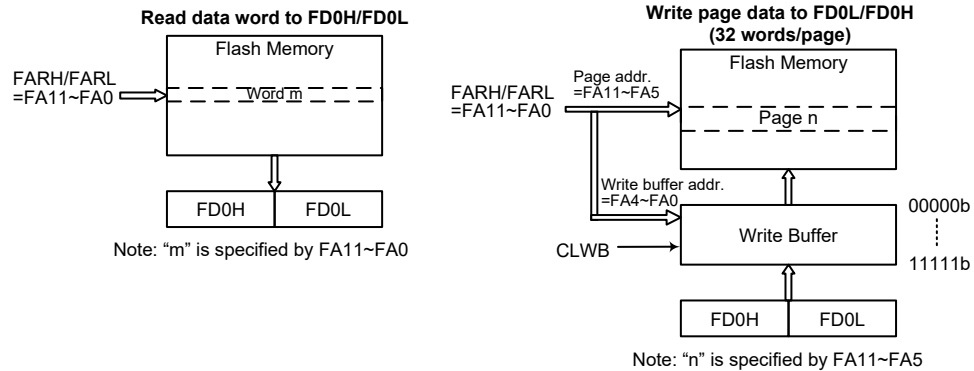 Read data word to FD0H/FD0L
Flash Memory
FARH/FARL
=FA11~FA0
Word m
FD0H
FD0L
Note: “m” is specified by FA11~FA0
Write page data to FD0L/FD0H
(32 words/page)
Flash Memory
Page addr.
=FA11~FA5
FARH/FARL
=FA11~FA0
Page n
Write buffer addr.
=FA4~FA0
00000b
Write Buffer
CLWB
11111b
FD0H
FD0L
Note: “n” is specified by FA11~FA5